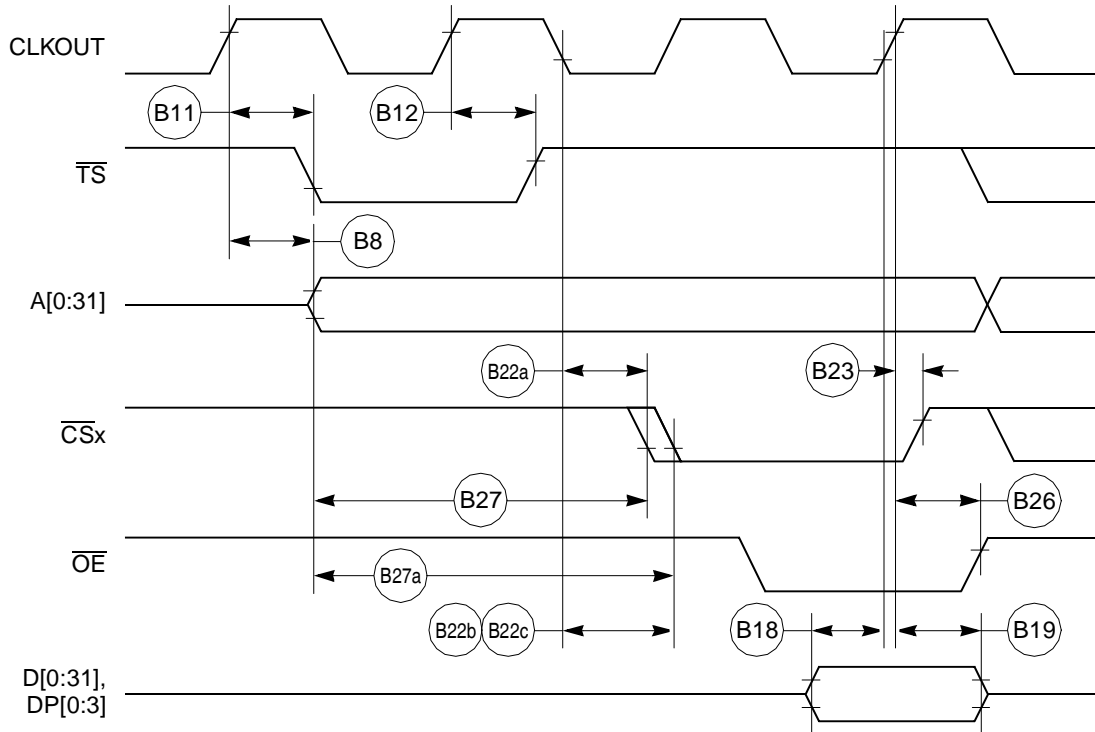 CLKOUT
B11
B12
TS
B8
A[0:31]
B22a
B23
CSx
B27
B26
OE
B27a
B22b
B22c
B18
B19
D[0:31],
DP[0:3]